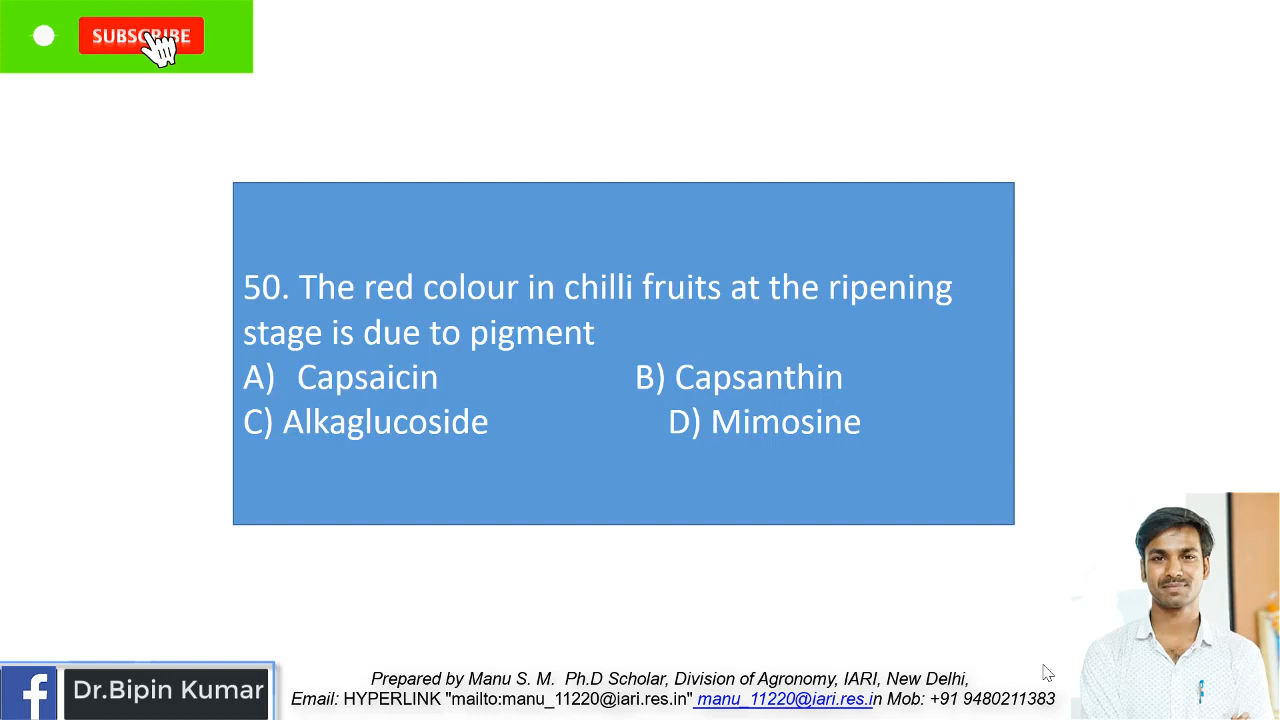 SUBSCRIBE
50. The red colour in chilli fruits at the ripening
stage is due to pigment
A) Capsaicin B) Capsanthin
C) Alkaglucoside D) Mimosine
Dr.Bipin Kumar
Prepared by Manu S. M. Ph.D Scholar, Division of Agronomy, IARI, New Delhi,
Email: HYPERLINK "mailto:manu_11220@iari.res.in" manu_11220@iari.res.in Mob: +91 9480211383